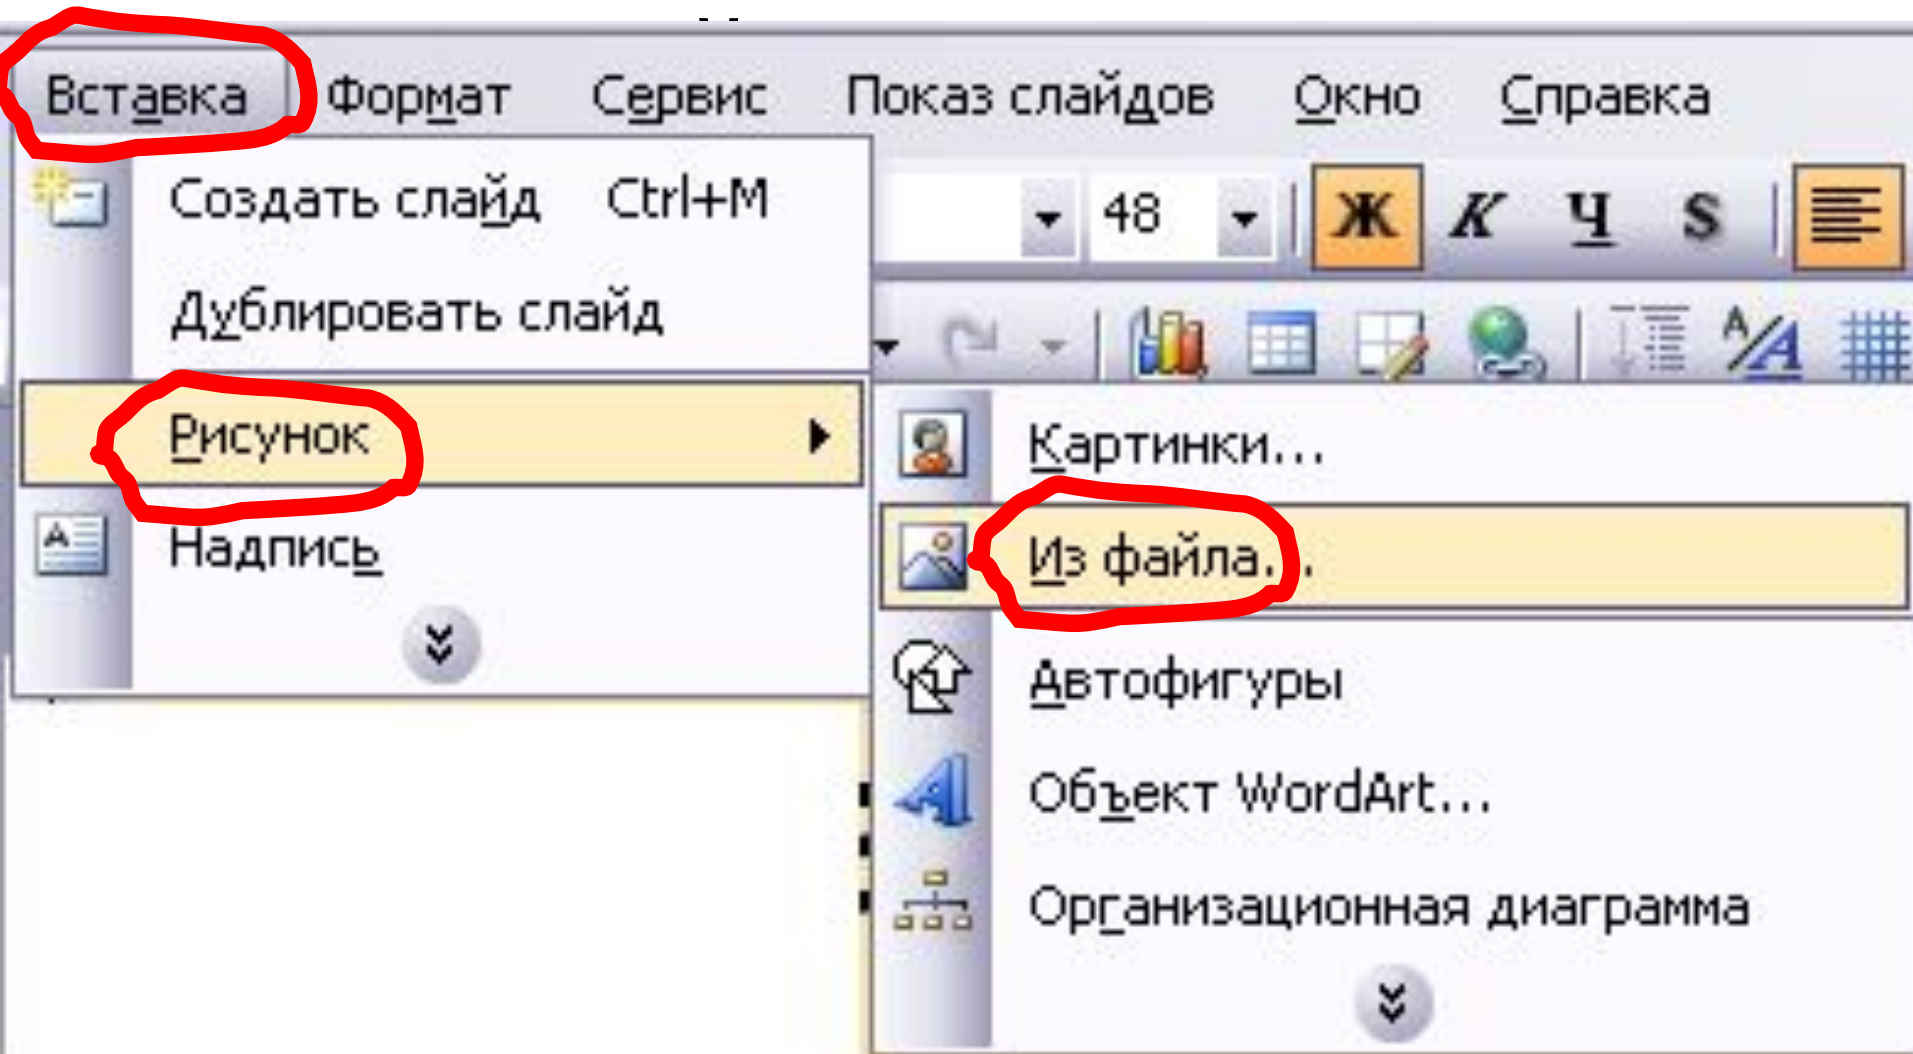 Вставка Формат Сервис Показ слайдов Окно Справка
Создать слайд Ctrl+M
48 Ж К Ч S
Дублировать слайд
Рисунок
Картинки...
Надпись
Из файла...
Автофигуры
Объект WordArt...
Организационная диаграмма